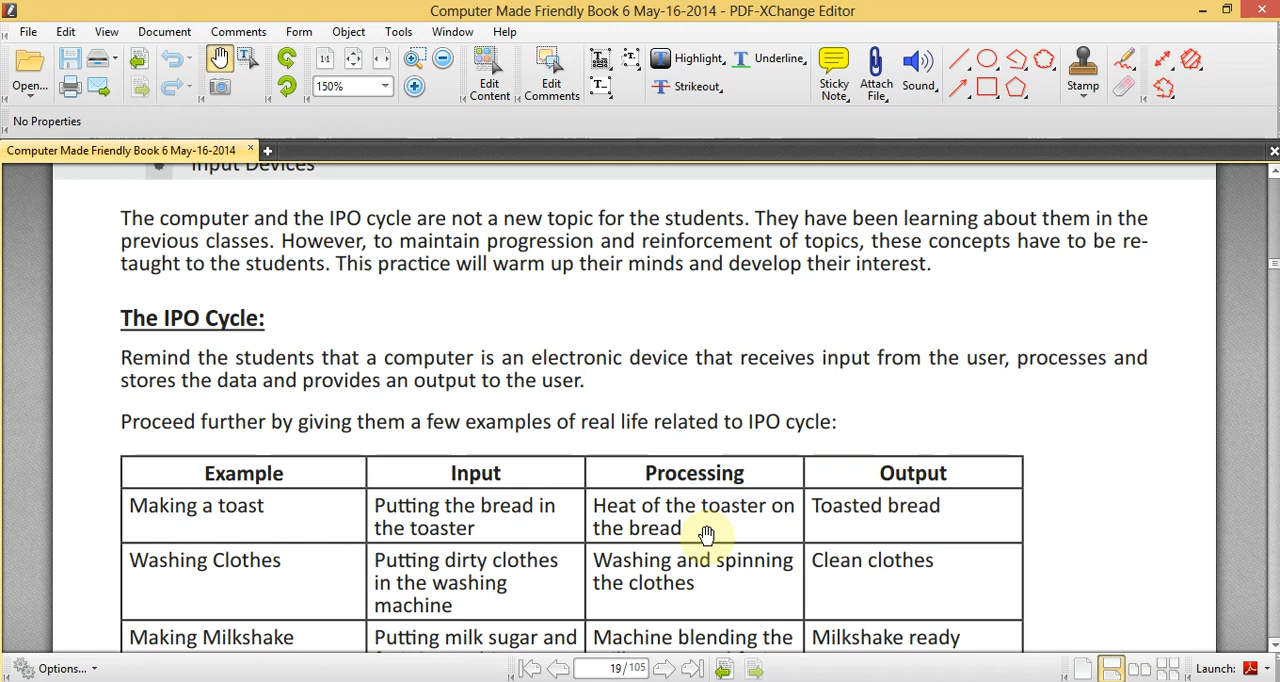 Computer Made Friendly Book 6 May-16-2014 - PDF-XChange Editor
File Edit View Document Comments Form Object Tools Window Help
Open... 1:1 150% Edit Content Edit Comments Highlight Underline Strikeout Sticky Note Attach File Sound Stamp
No Properties
Computer Made Friendly Book 6 May-16-2014
Input Devices
The computer and the IPO cycle are not a new topic for the students. They have been learning about them in the
previous classes. However, to maintain progression and reinforcement of topics, these concepts have to be re-
taught to the students. This practice will warm up their minds and develop their interest.
The IPO Cycle:
Remind the students that a computer is an electronic device that receives input from the user, processes and
stores the data and provides an output to the user.
Proceed further by giving them a few examples of real life related to IPO cycle:
Example Input Processing Output
Making a toast Putting the bread in the toaster Heat of the toaster on the bread Toasted bread
Washing Clothes Putting dirty clothes in the washing machine Washing and spinning the clothes Clean clothes
Making Milkshake Putting milk sugar and Machine blending the Milkshake ready
Options... 19/105 Launch: